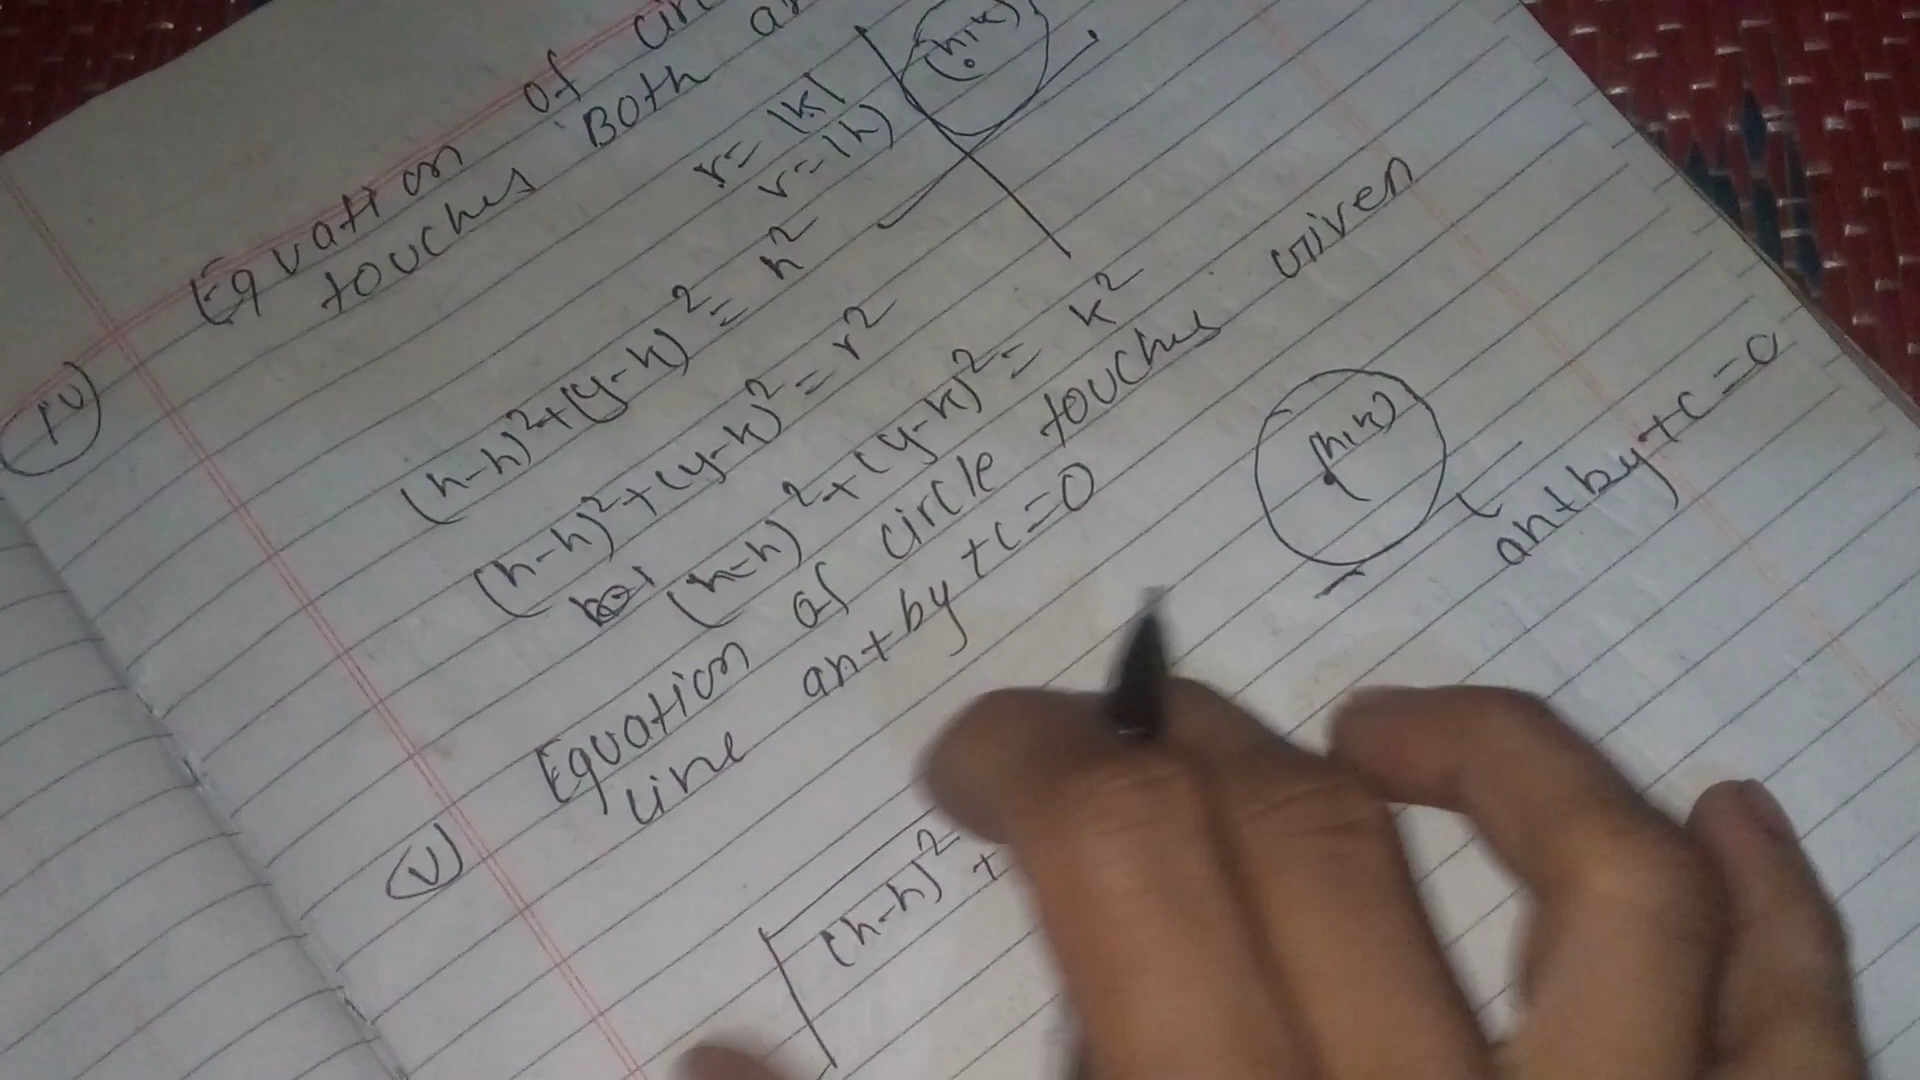 (iv) Equation of
touches Both
(h,k)
r=|k|
r=|h|
(x-h)²+(y-k)² = h²
(x-h)²+(y-k)²=r²
(x-h)²+(y-k)² = k²
(v) Equation of circle touches given
line ax+by+c=0
(h,k)
ax+by+c=0
(x-h)² +